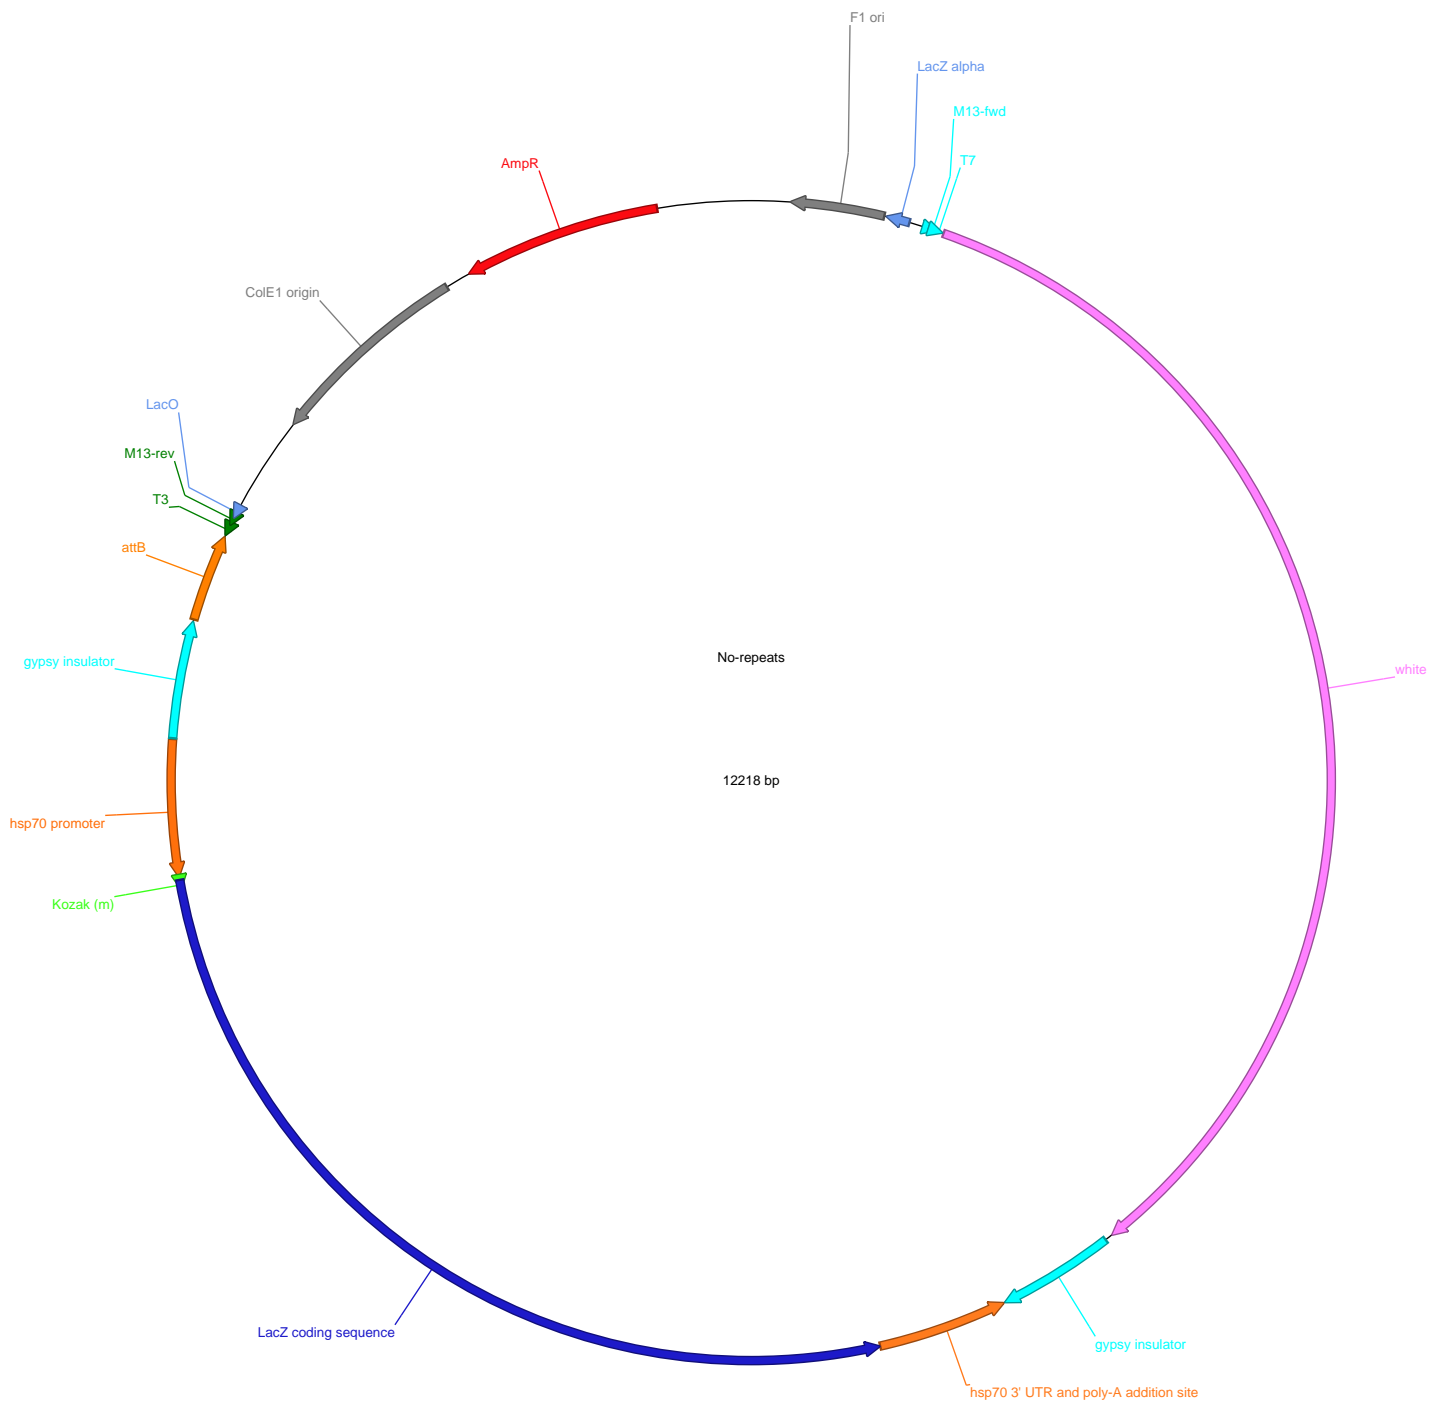 F1 ori
LacZ alpha
M13-fwd
T7
AmpR
ColE1 origin
LacO
M13-rev
T3
attB
gypsy insulator
No-repeats
white
12218 bp
hsp70 promoter
Kozak (m)
LacZ coding sequence
gypsy insulator
hsp70 3' UTR and poly-A addition site